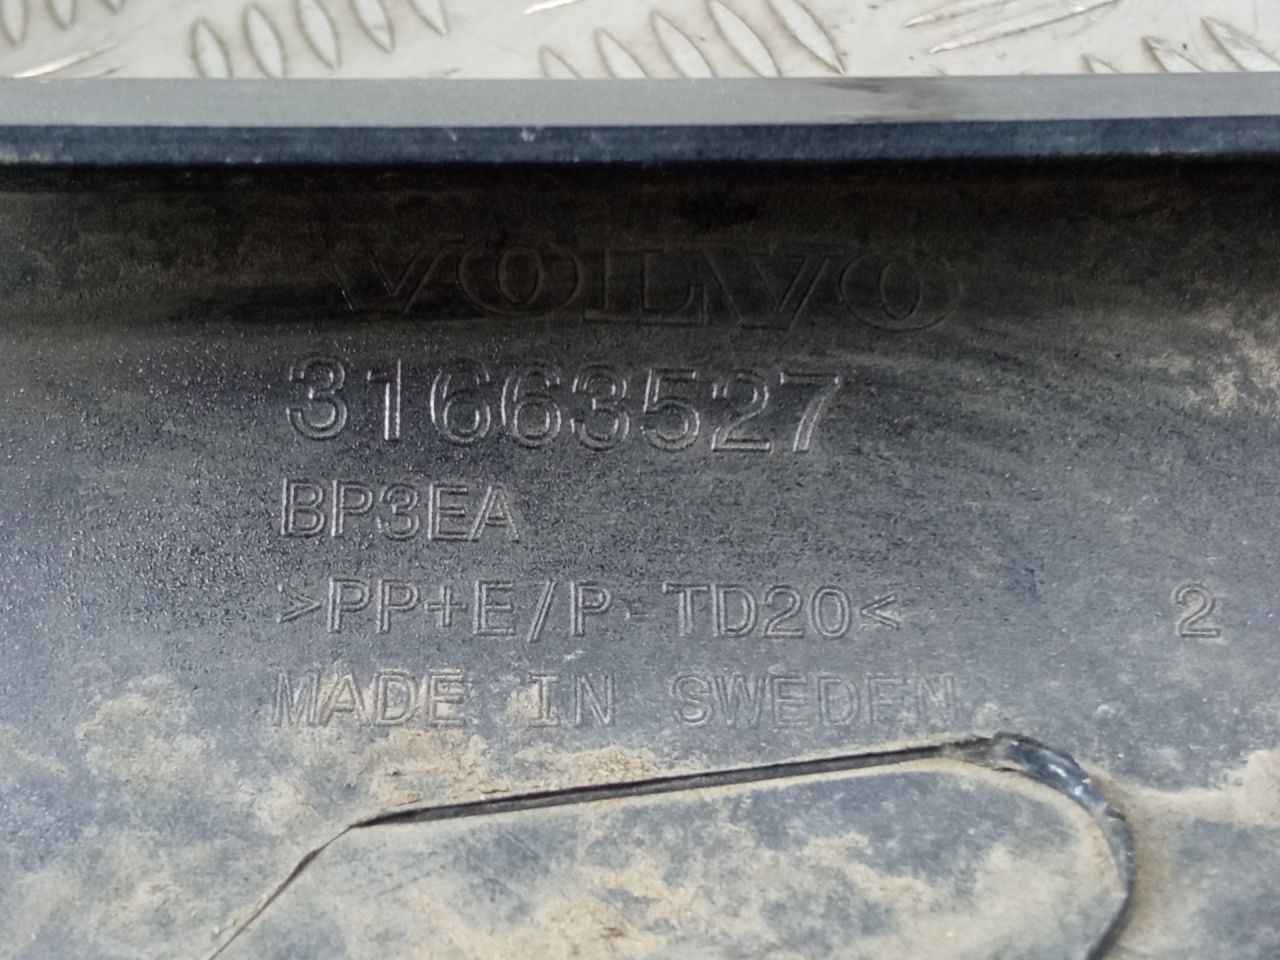 VOLVO
31663527
BP3EA
>PP+E/P-TD20<
2
MADE IN SWEDEN